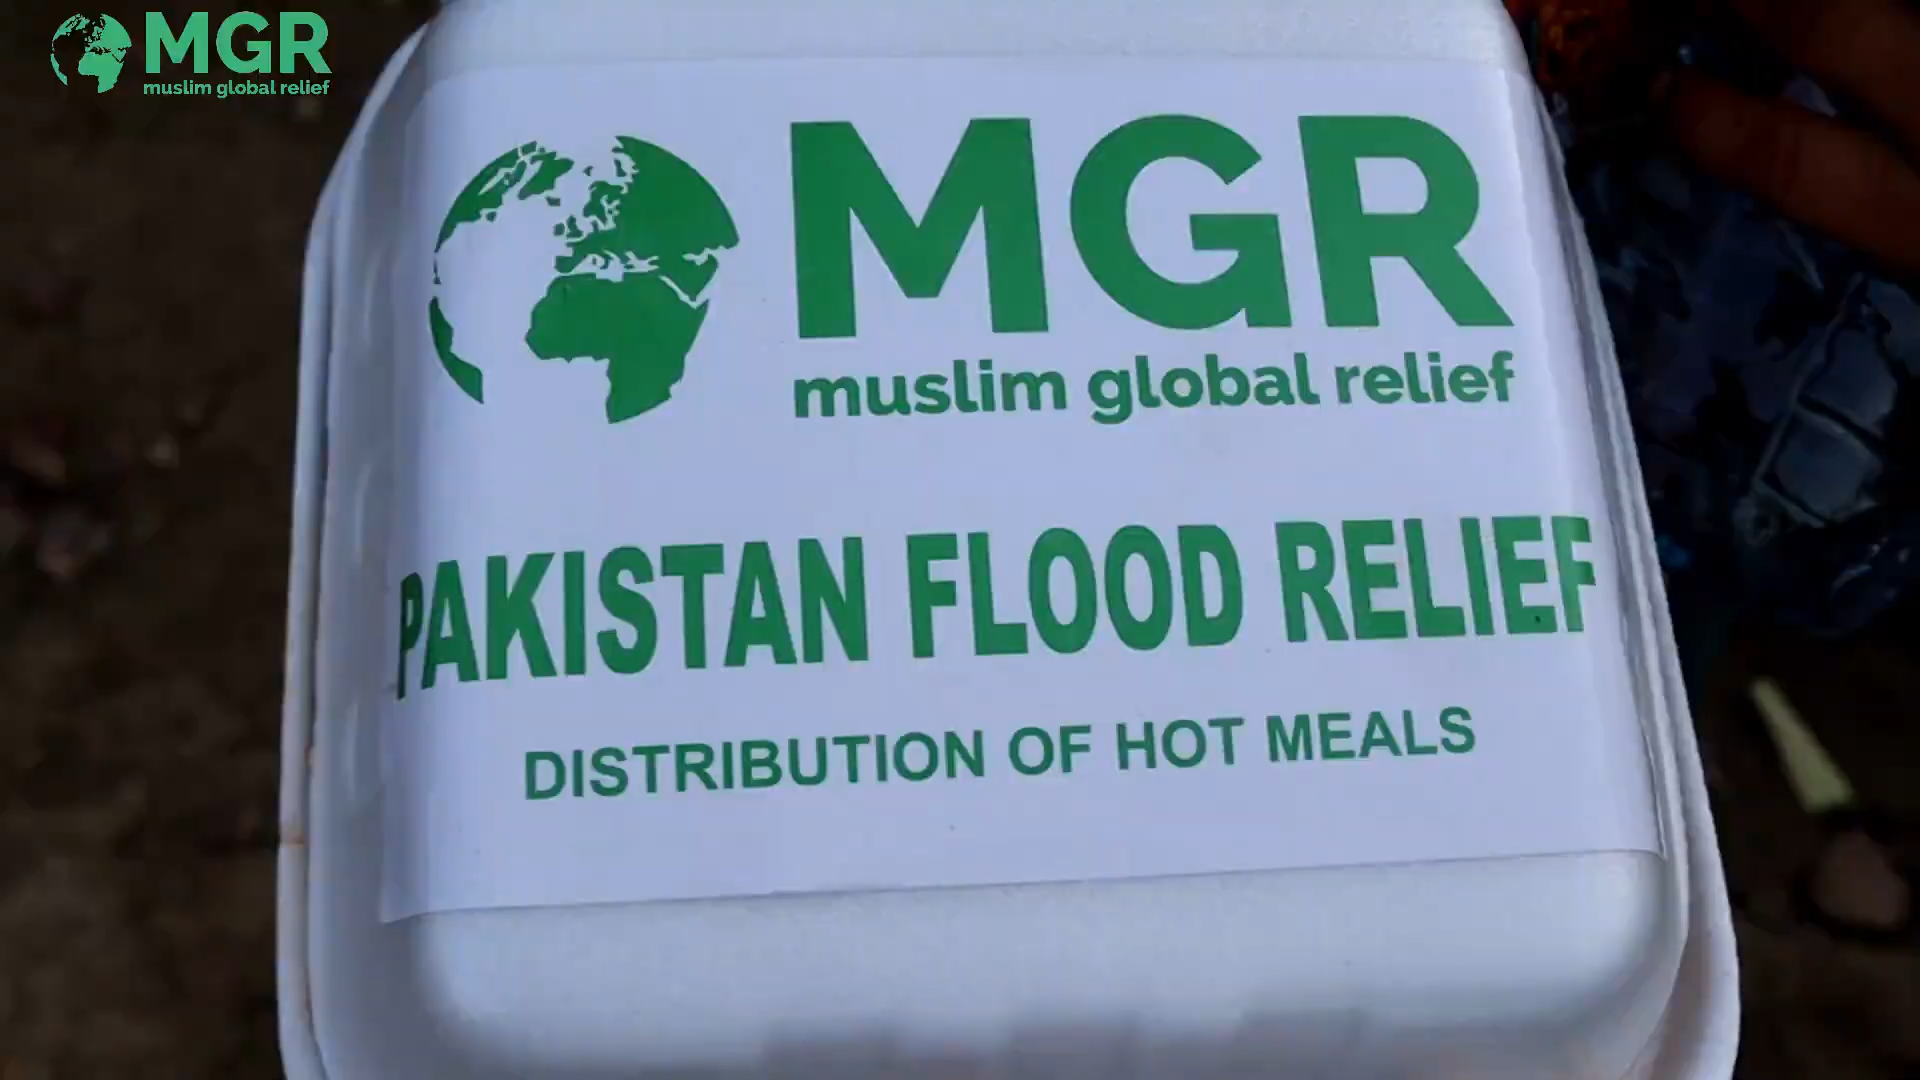 MGR
muslim global relief
MGR
muslim global relief
PAKISTAN FLOOD RELIEF
DISTRIBUTION OF HOT MEALS